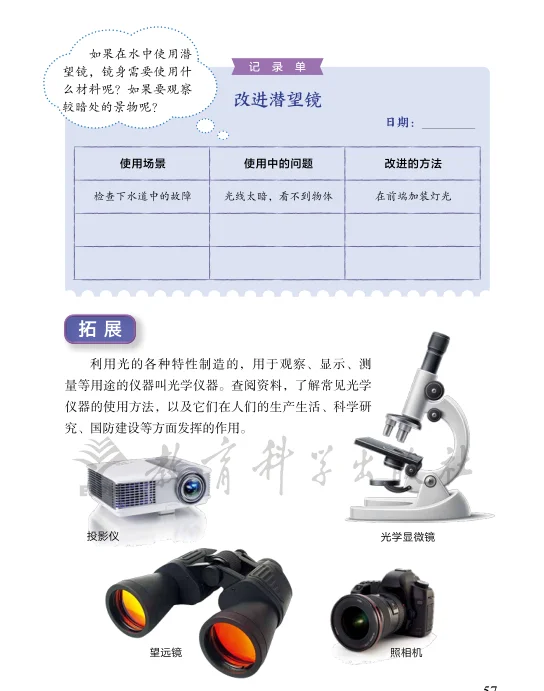 如果在水中使用潜
望镜，镜身需要使用什
么材料呢？如果要观察
较暗处的景物呢？
记 录 单
改进潜望镜
日期：________
使用场景 使用中的问题 改进的方法
检查下水道中的故障 光线太暗，看不到物体 在前端加装灯光
拓展
利用光的各种特性制造的，用于观察、显示、测
量等用途的仪器叫光学仪器。查阅资料，了解常见光学
仪器的使用方法，以及它们在人们的生产生活、科学研
究、国防建设等方面发挥的作用。
教育科学出版社
投影仪
光学显微镜
望远镜
照相机
57